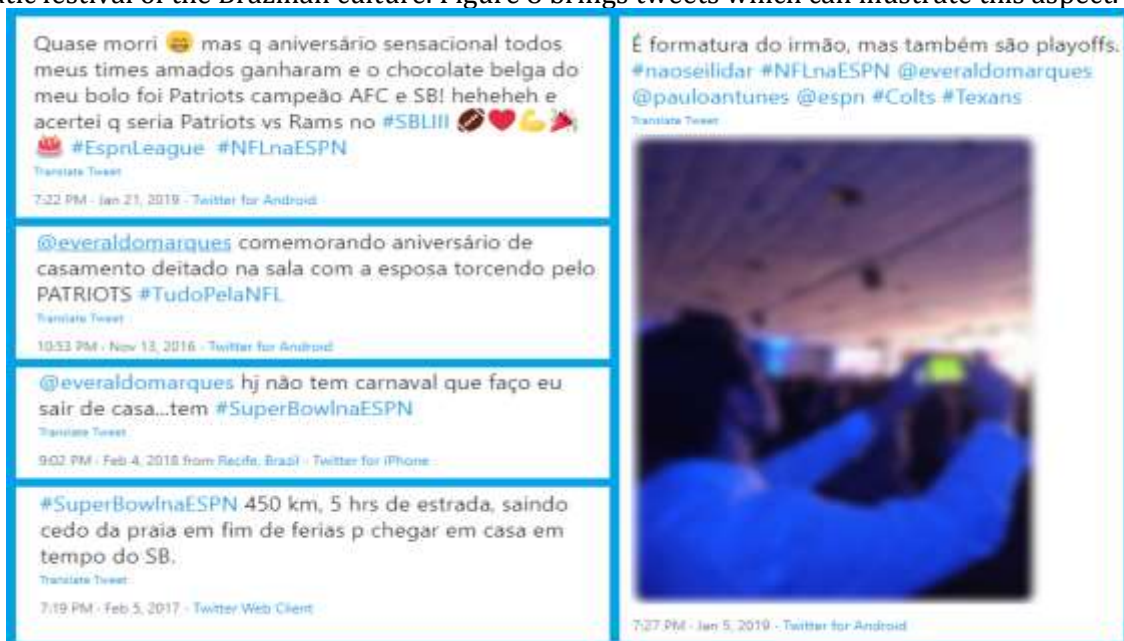 atic festival of the Brazilian culture. Figure 6 brings tweets which can illustrate this aspect.
Quase morri 😁 mas q aniversário sensacional todos
meus times amados ganharam e o chocolate belga do
meu bolo foi Patriots campeão AFC e SB! heheheh e
acertei q seria Patriots vs Rams no #SBLIII 🏈❤️💪🎉
🎂 #EspnLeague #NFLnaESPN
Translate Tweet
7:22 PM · Jan 21, 2019 · Twitter for Android
@everaldomarques comemorando aniversário de
casamento deitado na sala com a esposa torcendo pelo
PATRIOTS #TudoPelaNFL
Translate Tweet
10:53 PM · Nov 13, 2016 · Twitter for Android
@everaldomarques hj não tem carnaval que faço eu
sair de casa...tem #SuperBowlnaESPN
Translate Tweet
9:02 PM · Feb 4, 2018 from Recife, Brazil · Twitter for iPhone
#SuperBowlnaESPN 450 km, 5 hrs de estrada, saindo
cedo da praia em fim de ferias p chegar em casa em
tempo do SB.
Translate Tweet
7:19 PM · Feb 5, 2017 · Twitter Web Client
É formatura do irmão, mas também são playoffs.
#naoseilidar #NFLnaESPN @everaldomarques
@pauloantunes @espn #Colts #Texans
Translate Tweet
7:27 PM · Jan 5, 2019 · Twitter for Android